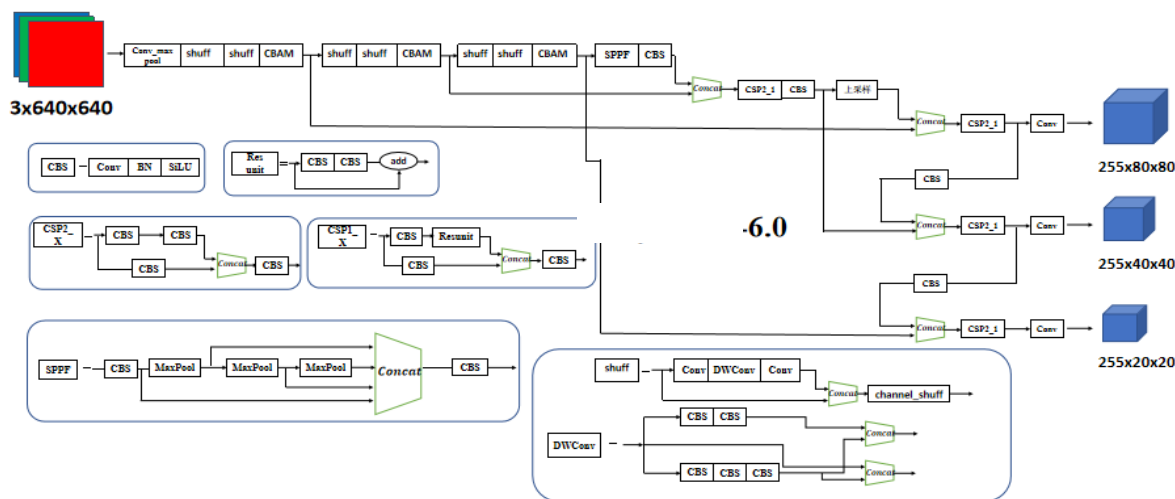 Conv_max pool shuff shuff CBAM
shuff shuff CBAM
shuff shuff CBAM
SPPF CBS
3x640x640
Concat
CSP2_1 CBS
上采样
Concat
CSP2_1
Conv
255x80x80
CBS
Concat
CSP2_1
Conv
255x40x40
CBS
Concat
CSP2_1
Conv
255x20x20
-6.0
CBS
Conv BN SiLU
Res unit
=
CBS CBS
add
CSP2_X
CBS
CBS
CBS
Concat
CBS
CSP1_X
CBS
Resunit
CBS
Concat
CBS
SPPF
CBS
MaxPool
MaxPool
MaxPool
Concat
CBS
shuff
Conv DWConv Conv
Concat
channel_shuff
DWConv
CBS CBS
Concat
CBS CBS CBS
Concat